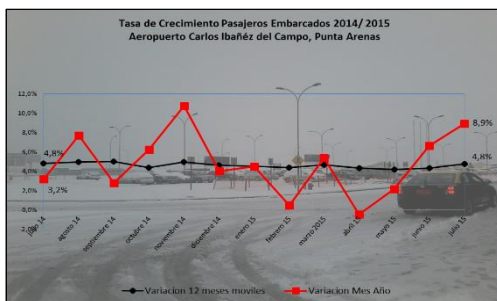 Tasa de Crecimiento Pasajeros Embarcados 2014/ 2015
Aeropuerto Carlos Ibañéz del Campo, Punta Arenas
12,0%
10,0%
8,0%
6,0%
4,0%
2,0%
0,0%
-2,0%
4,8%
3,2%
8,9%
4,8%
julio 14
agosto 14
septiembre 14
octubre 14
noviembre 14
diciembre 14
enero 15
febrero 15
marzo 2015
abril 15
mayo 15
junio 15
julio 15
Variacion 12 meses moviles
Variacion Mes Año